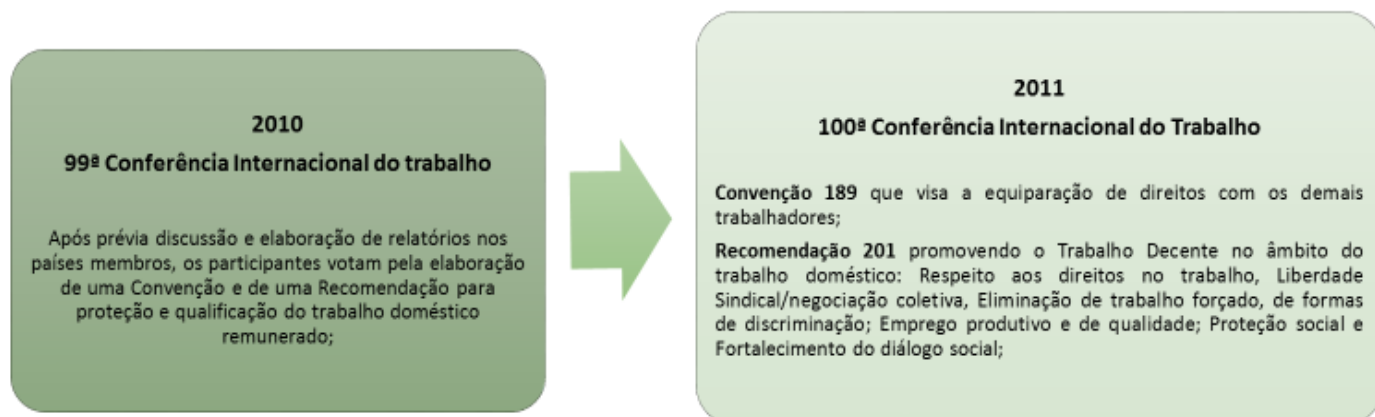 2010
99ª Conferência Internacional do trabalho
Após prévia discussão e elaboração de relatórios nos
países membros, os participantes votam pela elaboração
de uma Convenção e de uma Recomendação para
proteção e qualificação do trabalho doméstico
remunerado;
2011
100ª Conferência Internacional do Trabalho
Convenção 189 que visa a equiparação de direitos com os demais
trabalhadores;
Recomendação 201 promovendo o Trabalho Decente no âmbito do
trabalho doméstico: Respeito aos direitos no trabalho, Liberdade
Sindical/negociação coletiva, Eliminação de trabalho forçado, de formas
de discriminação; Emprego produtivo e de qualidade; Proteção social e
Fortalecimento do diálogo social;